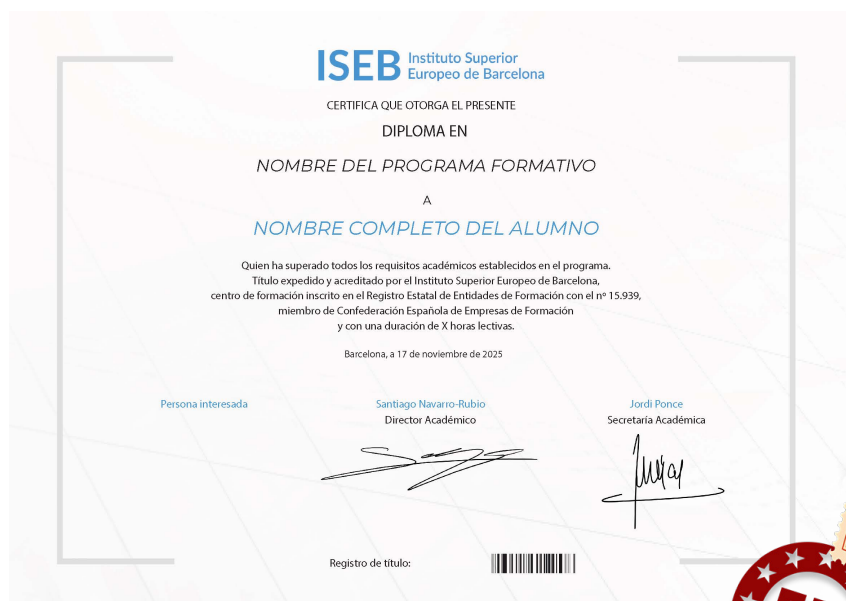 ISEB Instituto Superior
Europeo de Barcelona
CERTIFICA QUE OTORGA EL PRESENTE
DIPLOMA EN
NOMBRE DEL PROGRAMA FORMATIVO
A
NOMBRE COMPLETO DEL ALUMNO
Quien ha superado todos los requisitos académicos establecidos en el programa.
Título expedido y acreditado por el Instituto Superior Europeo de Barcelona,
centro de formación inscrito en el Registro Estatal de Entidades de Formación con el nº 15.939,
miembro de Confederación Española de Empresas de Formación
y con una duración de X horas lectivas.
Barcelona, a 17 de noviembre de 2025
Persona interesada
Santiago Navarro-Rubio
Director Académico
Jordi Ponce
Secretaría Académica
Registro de título: